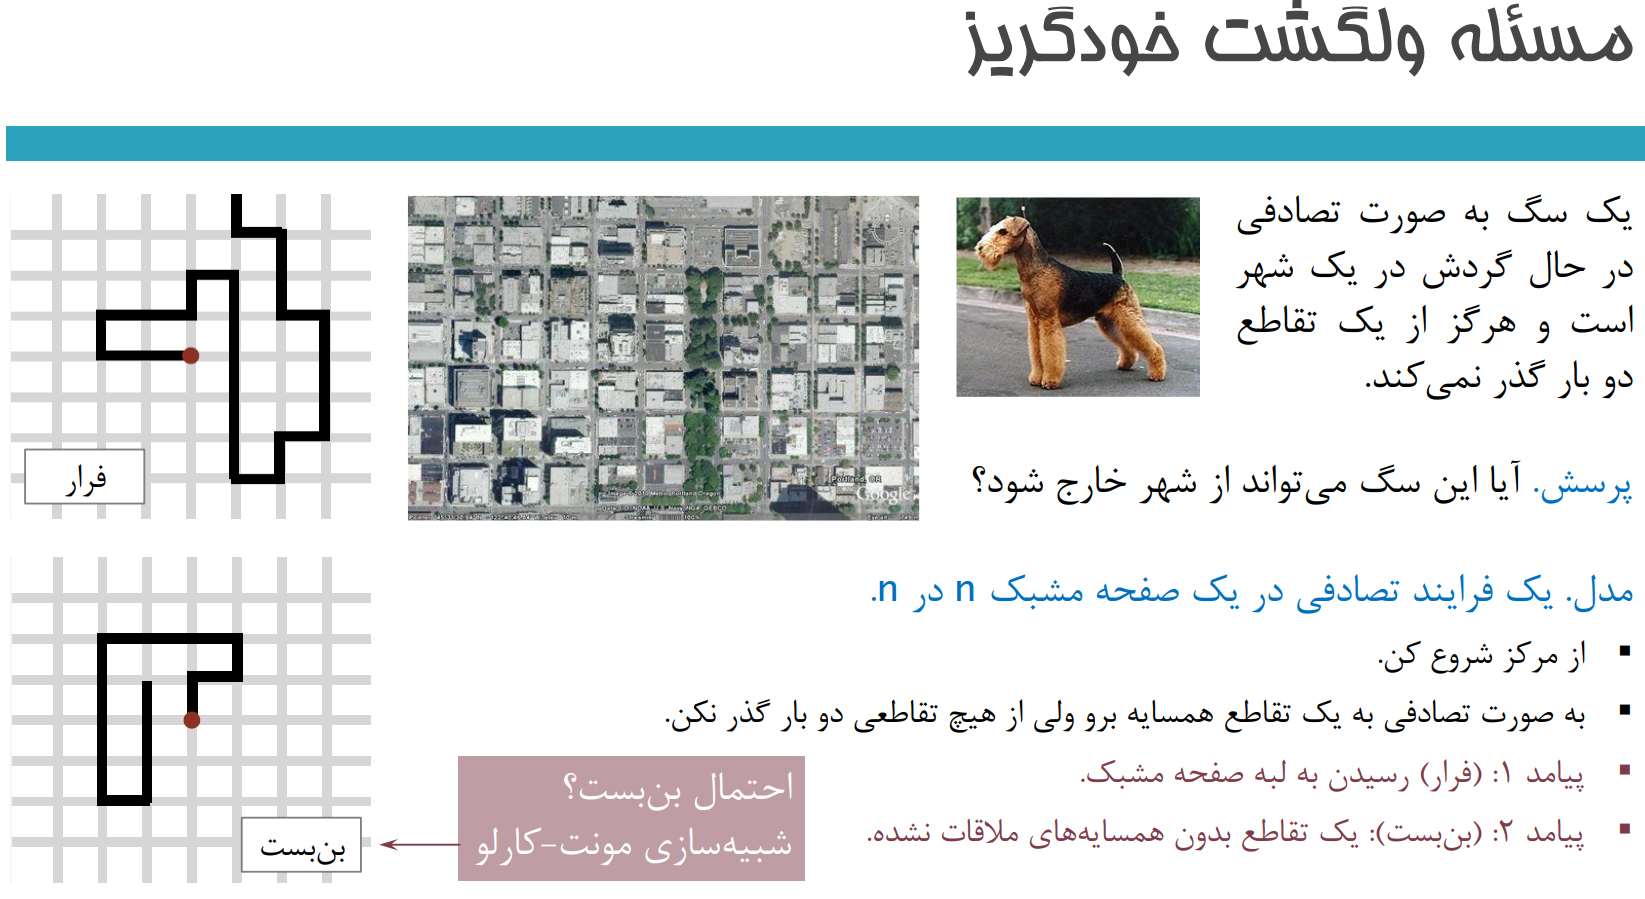 مسئله ولگشت خودگریز
یک سگ به صورت تصادفی
در حال گردش در یک شهر
است و هرگز از یک تقاطع
دو بار گذر نمی‌کند.
پرسش. آیا این سگ می‌تواند از شهر خارج شود؟
فرار
Portland, OR
Google
مدل. یک فرایند تصادفی در یک صفحه مشبک n در n.
▪ از مرکز شروع کن.
▪ به صورت تصادفی به یک تقاطع همسایه برو ولی از هیچ تقاطعی دو بار گذر نکن.
▪ پیامد ۱: (فرار) رسیدن به لبه صفحه مشبک.
▪ پیامد ۲: (بن‌بست): یک تقاطع بدون همسایه‌های ملاقات نشده.
احتمال بن‌بست؟
شبیه‌سازی مونت-کارلو
بن‌بست